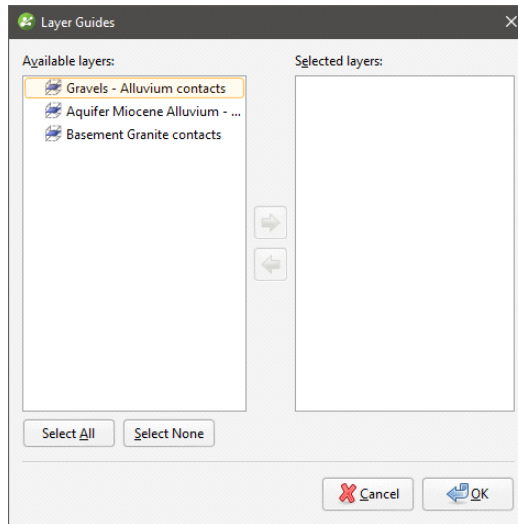 Layer Guides
Available layers:
Selected layers:
Gravels - Alluvium contacts
Aquifer Miocene Alluvium - ...
Basement Granite contacts
Select All
Select None
Cancel
OK